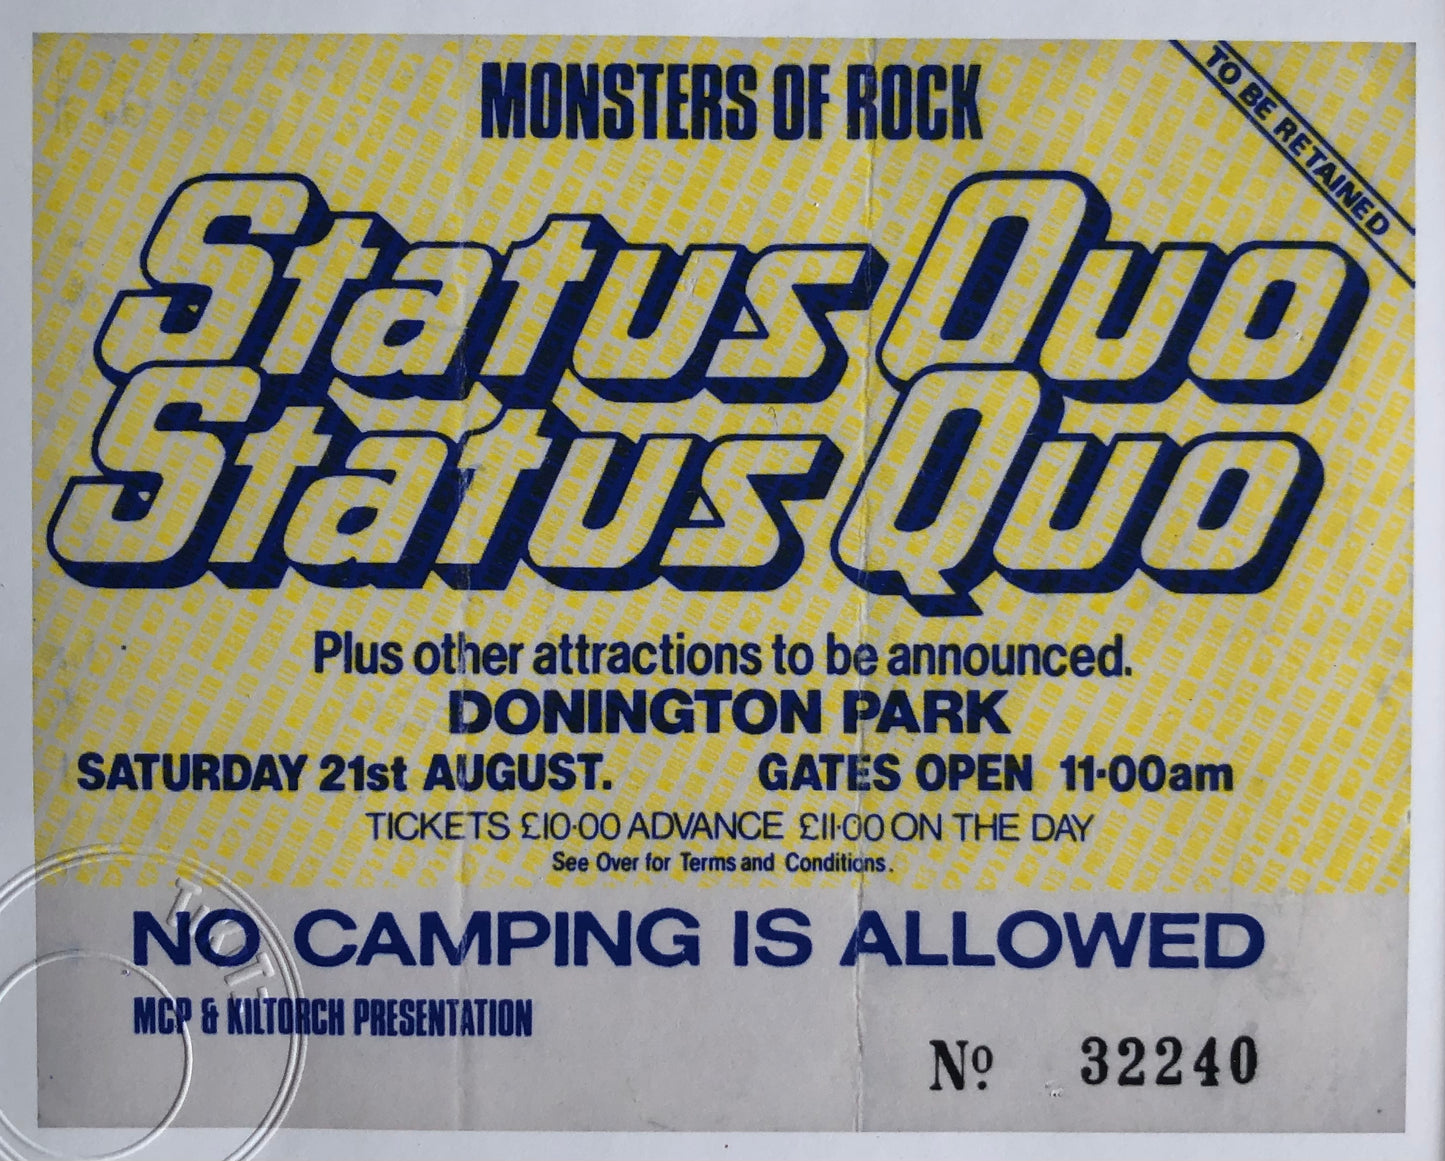 MONSTERS OF ROCK
TO BE RETAINED
Status Quo
Status Quo
Plus other attractions to be announced.
DONINGTON PARK
SATURDAY 21st AUGUST. GATES OPEN 11·00am
TICKETS £10·00 ADVANCE £11·00 ON THE DAY
See Over for Terms and Conditions.
NO CAMPING IS ALLOWED
MCP & KILTORCH PRESENTATION
Nº 32240